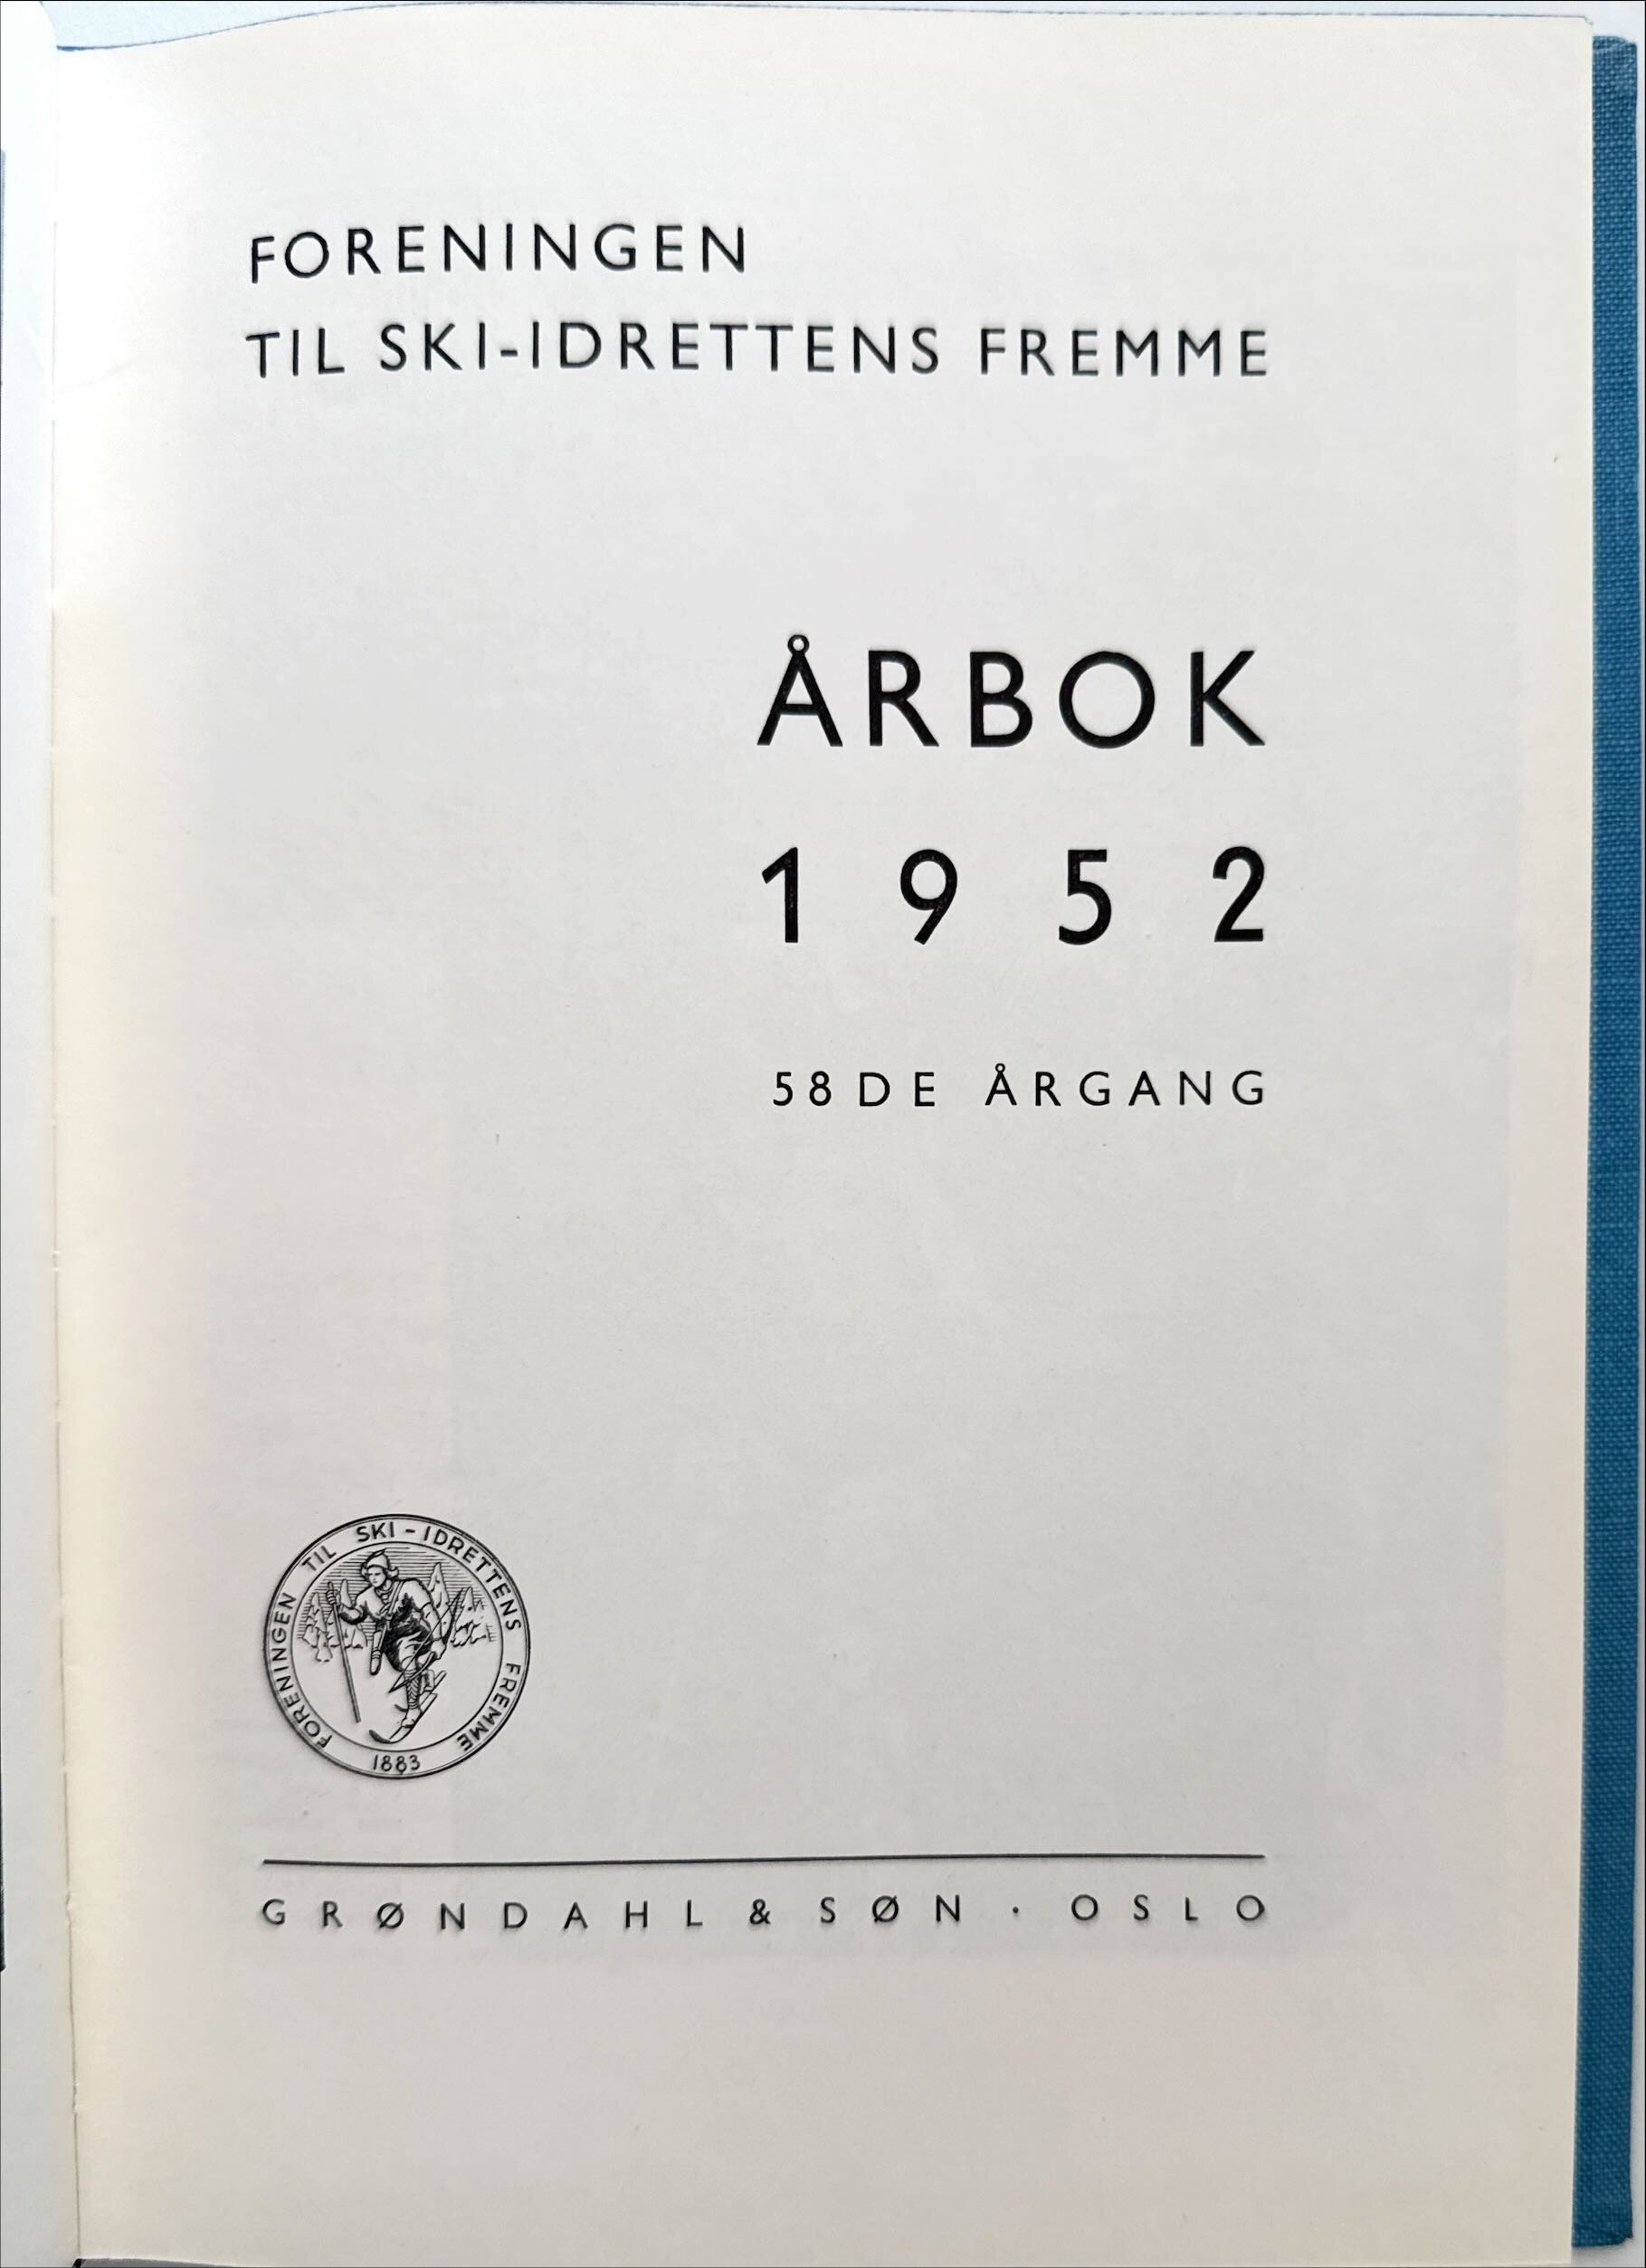 FORENINGEN
TIL SKI-IDRETTENS FREMME
ÅRBOK
1952
58DE ÅRGANG
FORENINGEN TIL SKI-IDRETTENS FREMME
1883
GRØNDAHL & SØN · OSLO